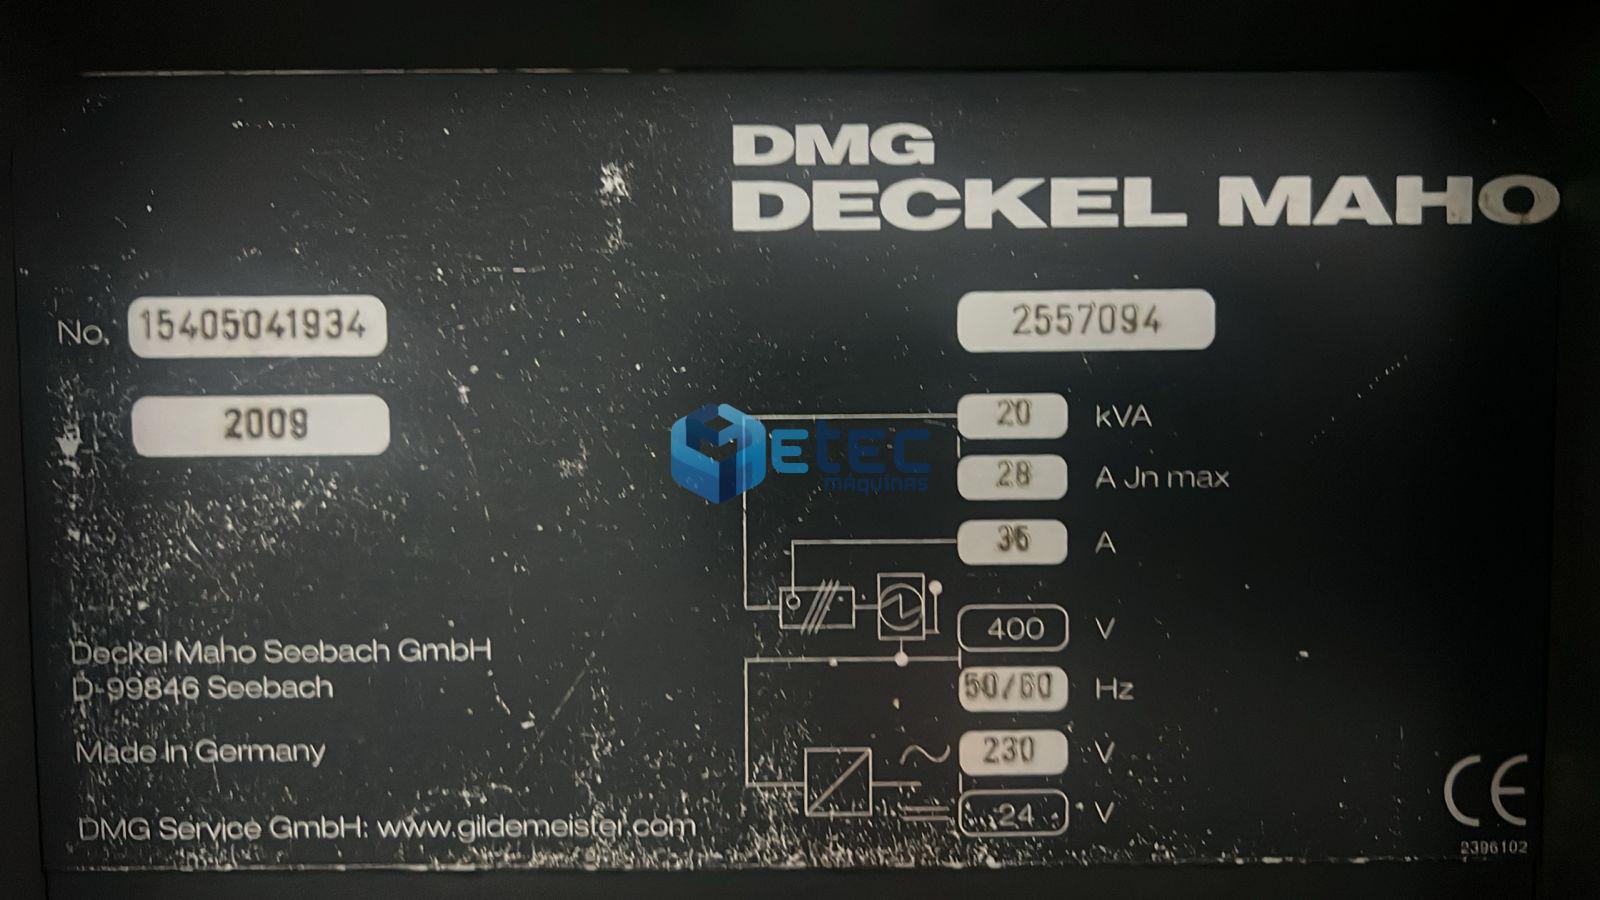 DMG
DECKEL MAHO
No. 15405041934
2557094
2009
20 kVA
28 A Jn max
36 A
400 V
50/60 Hz
230 V
24 V
etec
MÁQUINAS
Deckel Maho Seebach GmbH
D-99846 Seebach
Made in Germany
DMG Service GmbH: www.gildemeister.com
CE
2396102